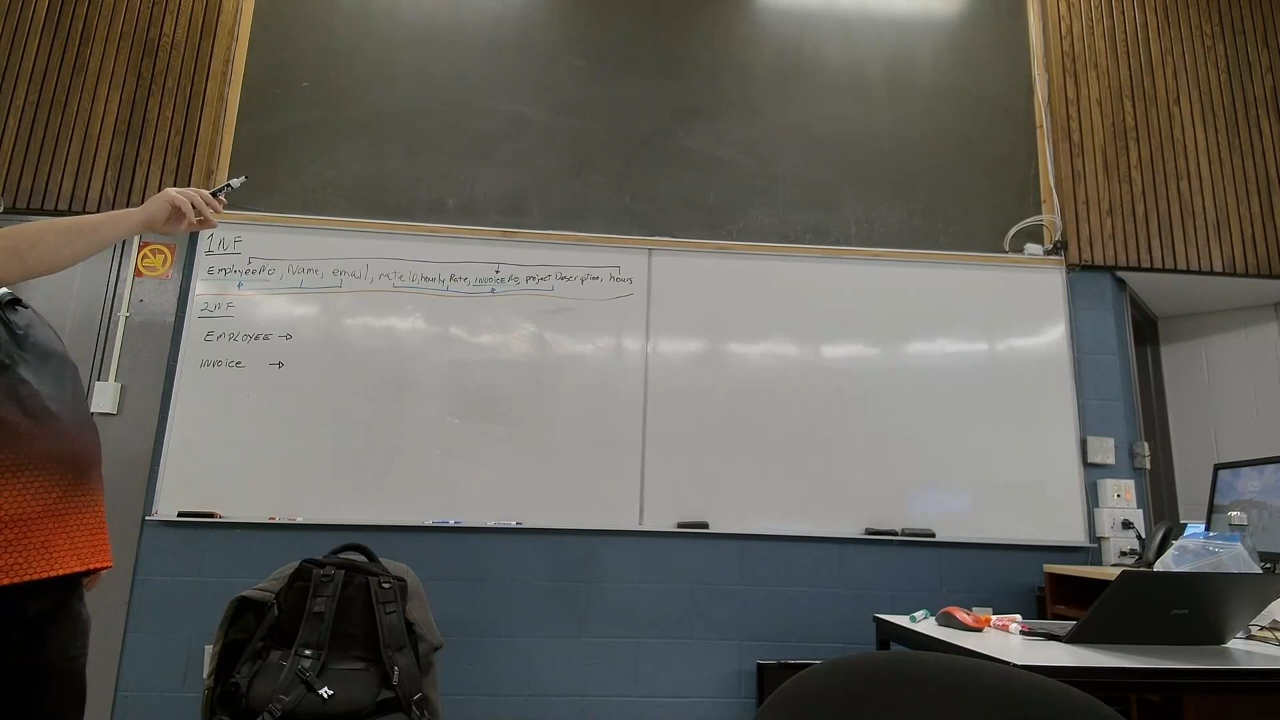 1NF
EmployeeNo, Name, email, rateID, hourly Rate, invoiceNo, project Description, hours
2NF
EMPLOYEE →
invoice →